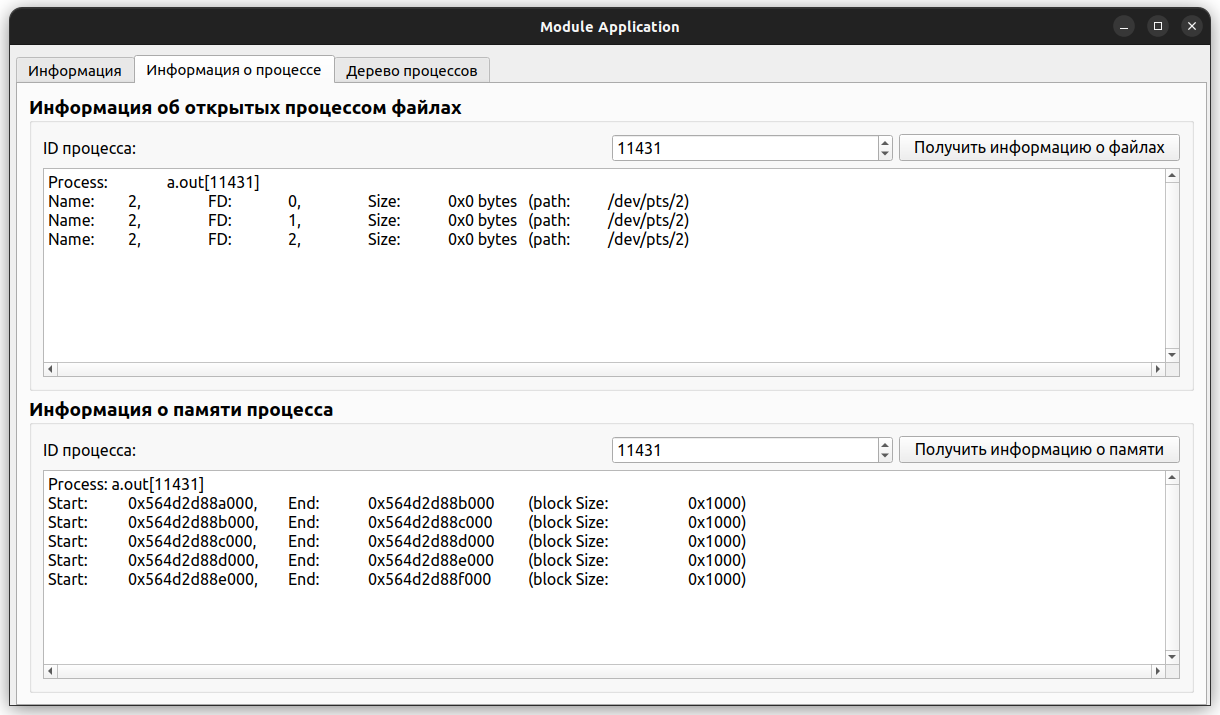 Module Application
Информация Информация о процессе Дерево процессов
Информация об открытых процессом файлах
ID процесса: 11431 Получить информацию о файлах
Process: a.out[11431]
Name: 2, FD: 0, Size: 0x0 bytes (path: /dev/pts/2)
Name: 2, FD: 1, Size: 0x0 bytes (path: /dev/pts/2)
Name: 2, FD: 2, Size: 0x0 bytes (path: /dev/pts/2)
Информация о памяти процесса
ID процесса: 11431 Получить информацию о памяти
Process: a.out[11431]
Start: 0x564d2d88a000, End: 0x564d2d88b000 (block Size: 0x1000)
Start: 0x564d2d88b000, End: 0x564d2d88c000 (block Size: 0x1000)
Start: 0x564d2d88c000, End: 0x564d2d88d000 (block Size: 0x1000)
Start: 0x564d2d88d000, End: 0x564d2d88e000 (block Size: 0x1000)
Start: 0x564d2d88e000, End: 0x564d2d88f000 (block Size: 0x1000)